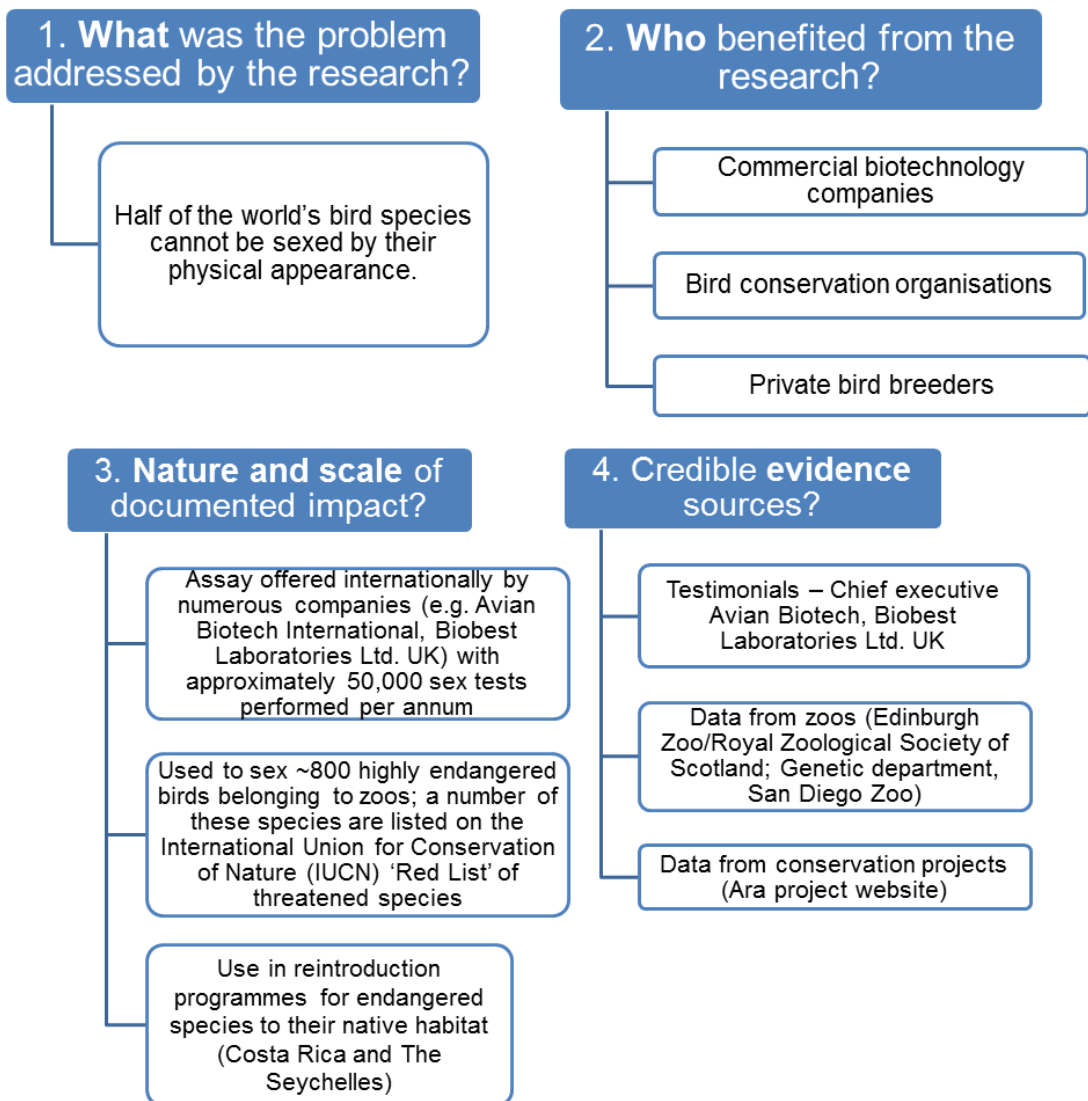 1. What was the problem
addressed by the research?
Half of the world’s bird species
cannot be sexed by their
physical appearance.
2. Who benefited from the
research?
Commercial biotechnology
companies
Bird conservation organisations
Private bird breeders
3. Nature and scale of
documented impact?
Assay offered internationally by
numerous companies (e.g. Avian
Biotech International, Biobest
Laboratories Ltd. UK) with
approximately 50,000 sex tests
performed per annum
Used to sex ~800 highly endangered
birds belonging to zoos; a number of
these species are listed on the
International Union for Conservation
of Nature (IUCN) ‘Red List’ of
threatened species
Use in reintroduction
programmes for endangered
species to their native habitat
(Costa Rica and The
Seychelles)
4. Credible evidence
sources?
Testimonials – Chief executive
Avian Biotech, Biobest
Laboratories Ltd. UK
Data from zoos (Edinburgh
Zoo/Royal Zoological Society of
Scotland; Genetic department,
San Diego Zoo)
Data from conservation projects
(Ara project website)